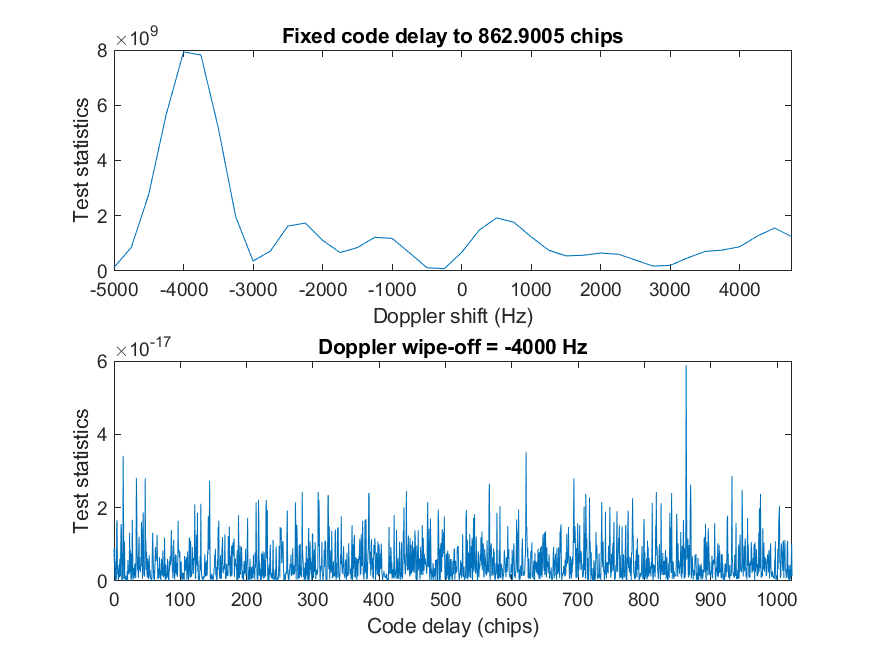 ×10^9
Fixed code delay to 862.9005 chips
8
6
4
2
0
Test statistics
-5000 -4000 -3000 -2000 -1000 0 1000 2000 3000 4000
Doppler shift (Hz)
×10^-17
Doppler wipe-off = -4000 Hz
6
4
2
0
Test statistics
0 100 200 300 400 500 600 700 800 900 1000
Code delay (chips)